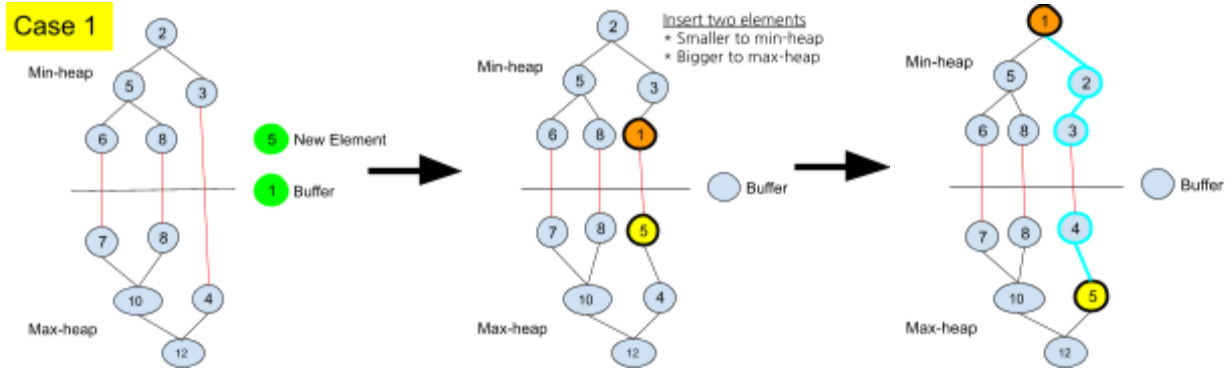 Case 1
Min-heap
2
5
3
6
8
5 New Element
1 Buffer
7
8
10
4
Max-heap
12
Insert two elements
* Smaller to min-heap
* Bigger to max-heap
Min-heap
2
5
3
6
8
1
Buffer
7
8
5
10
4
Max-heap
12
Min-heap
1
5
2
6
8
3
Buffer
7
8
4
10
5
Max-heap
12